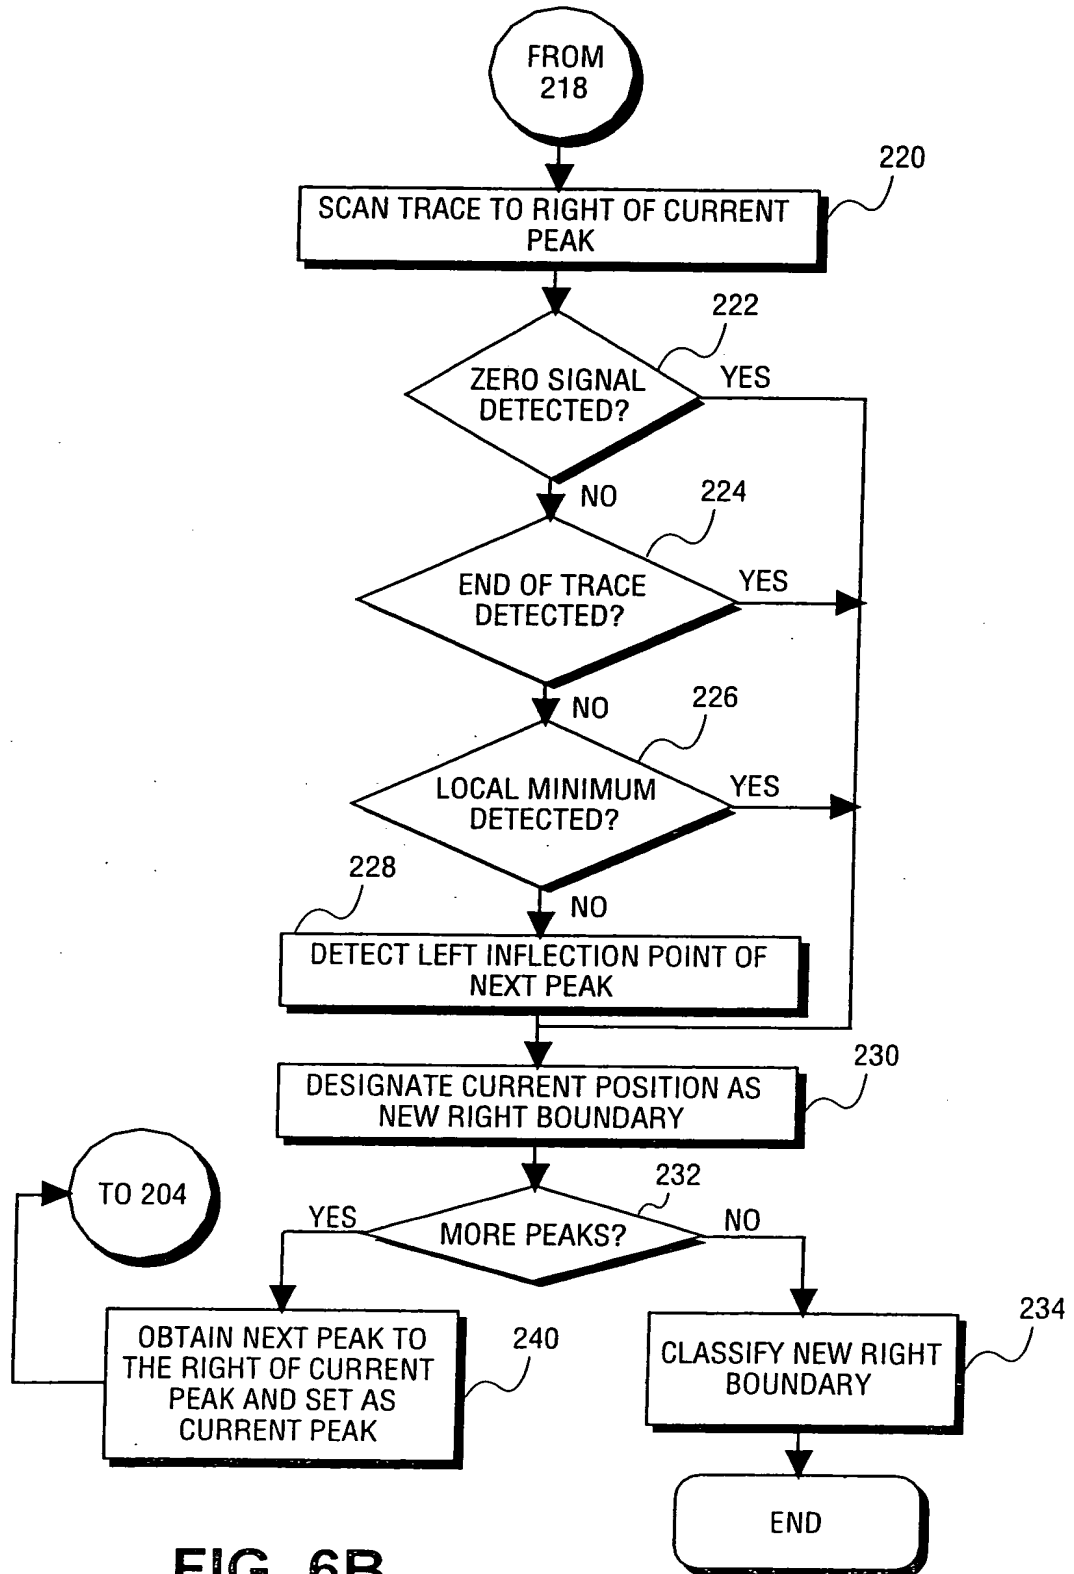 FROM
218
220
SCAN TRACE TO RIGHT OF CURRENT
PEAK
222
ZERO SIGNAL
DETECTED?
YES
NO
224
END OF TRACE
DETECTED?
YES
NO
226
LOCAL MINIMUM
DETECTED?
YES
228
NO
DETECT LEFT INFLECTION POINT OF
NEXT PEAK
230
DESIGNATE CURRENT POSITION AS
NEW RIGHT BOUNDARY
TO 204
232
YES
MORE PEAKS?
NO
OBTAIN NEXT PEAK TO
THE RIGHT OF CURRENT
PEAK AND SET AS
CURRENT PEAK
240
234
CLASSIFY NEW RIGHT
BOUNDARY
END
FIG. 6B